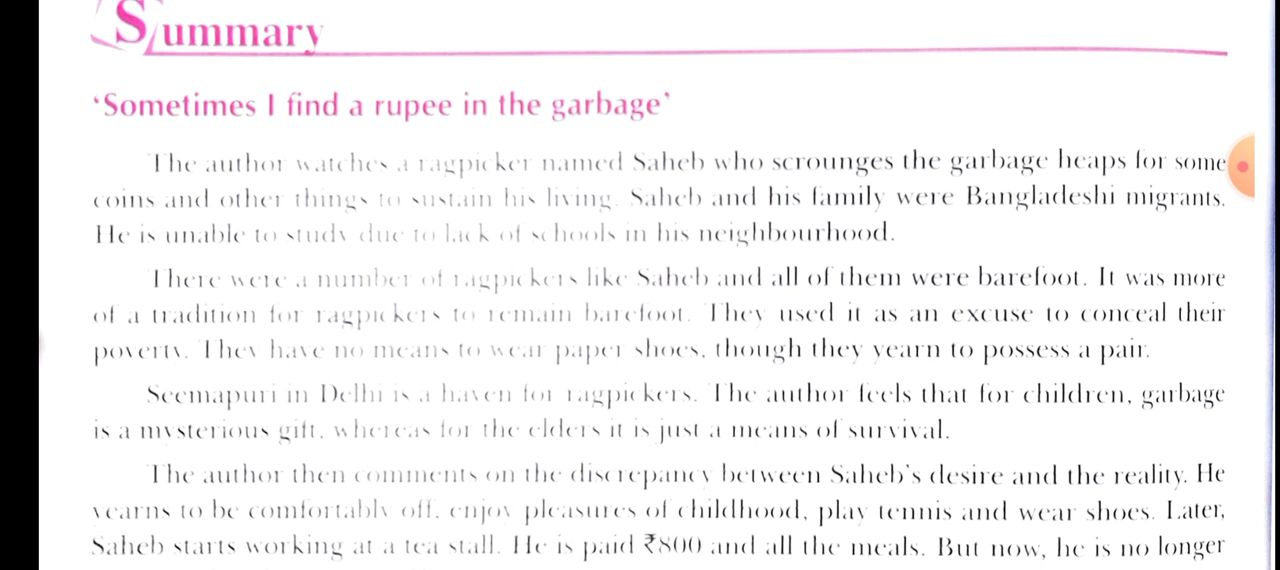 Summary
‘Sometimes I find a rupee in the garbage’
The author watches a ragpicker named Saheb who scrounges the garbage heaps for some
coins and other things to sustain his living. Saheb and his family were Bangladeshi migrants.
He is unable to study due to lack of schools in his neighbourhood.
There were a number of ragpickers like Saheb and all of them were barefoot. It was more
of a tradition for ragpickers to remain barefoot. They used it as an excuse to conceal their
poverty. They have no means to wear paper shoes, though they yearn to possess a pair.
Seemapuri in Delhi is a haven for ragpickers. The author feels that for children, garbage
is a mysterious gift, whereas for the elders it is just a means of survival.
The author then comments on the discrepancy between Saheb’s desire and the reality. He
yearns to be comfortably off, enjoy pleasures of childhood, play tennis and wear shoes. Later,
Saheb starts working at a tea stall. He is paid ₹800 and all the meals. But now, he is no longer